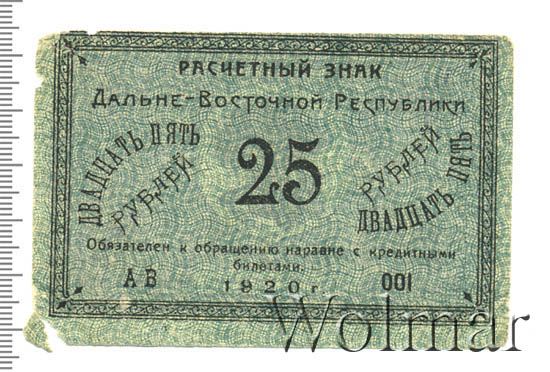 РАСЧЕТНЫЙ ЗНАК
Дальне-Восточной Республики
ДВАДЦАТЬ ПЯТЬ
РУБЛЕЙ
25
РУБЛЕЙ
ДВАДЦАТЬ ПЯТЬ
Обязателен к обращению наравне с кредитными
билетами.
АВ
1920 г.
001
Wolmar